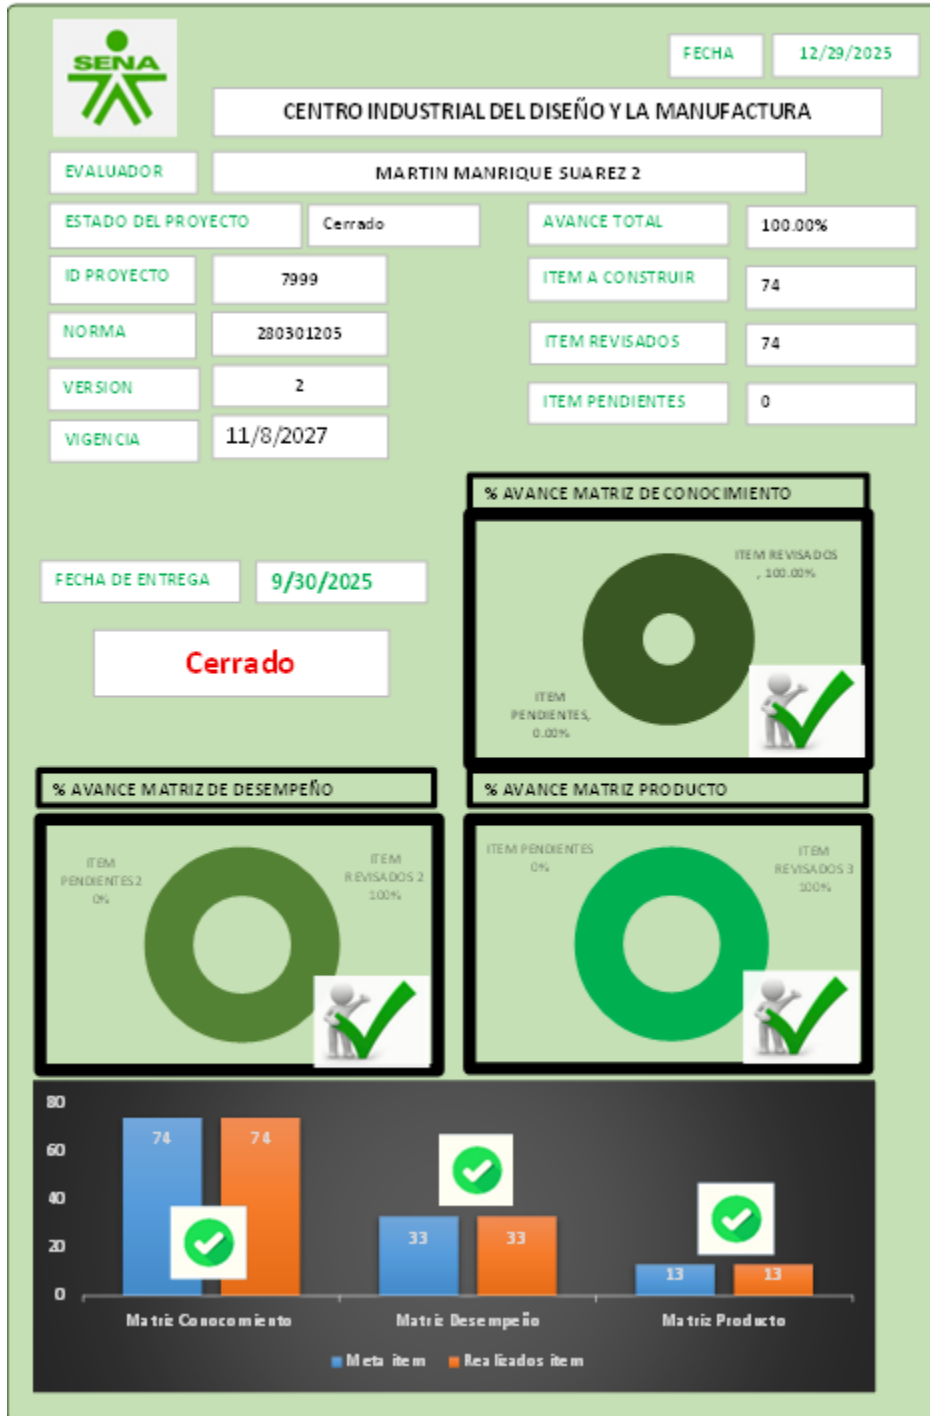 SENA
FECHA 12/29/2025
CENTRO INDUSTRIAL DEL DISEÑO Y LA MANUFACTURA
EVALUADOR MARTIN MANRIQUE SUAREZ 2
ESTADO DEL PROYECTO Cerrado
AVANCE TOTAL 100.00%
ID PROYECTO 7999
ITEM A CONSTRUIR 74
NORMA 280301205
ITEM REVISADOS 74
VERSION 2
ITEM PENDIENTES 0
VIGENCIA 11/8/2027
% AVANCE MATRIZ DE CONOCIMIENTO
ITEM REVISADOS
, 100.00%
ITEM
PENDIENTES,
0.00%
FECHA DE ENTREGA 9/30/2025
Cerrado
% AVANCE MATRIZ DE DESEMPEÑO
ITEM
PENDIENTES 2
0%
ITEM
REVISADOS 2
100%
% AVANCE MATRIZ PRODUCTO
ITEM PENDIENTES
0%
ITEM
REVISADOS 3
100%
80
60
40
20
0
74 74
33 33
13 13
Matriz Conocomiento Matriz Desempeño Matriz Producto
Meta item Realizados item